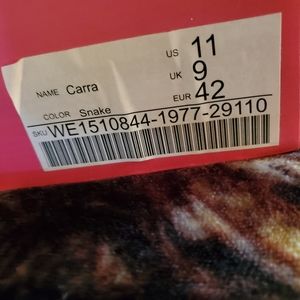 US 11
NAME Carra
UK 9
COLOR Snake
EUR 42
SKU WE1510844-1977-29110